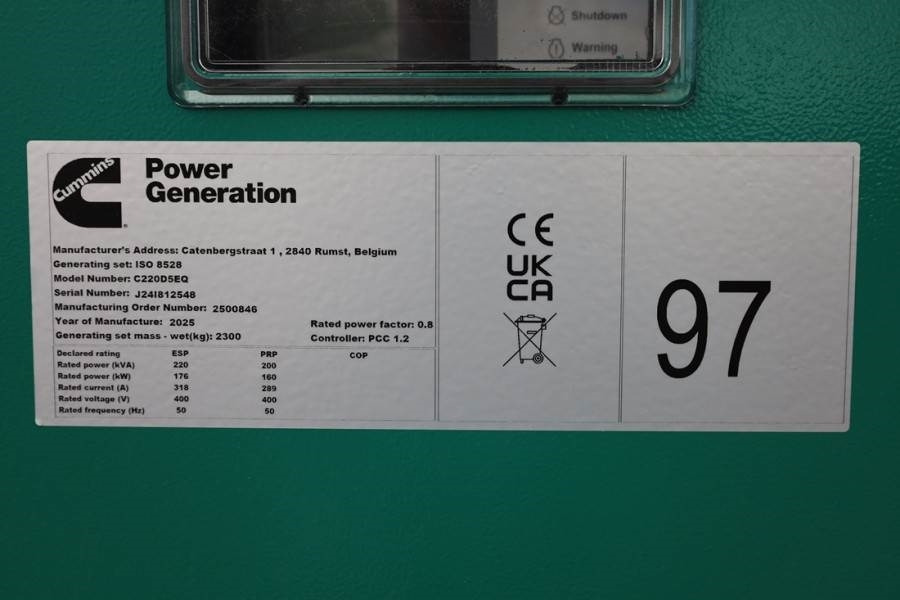 Shutdown
Warning
Cummins
Power
Generation
Manufacturer's Address: Catenbergstraat 1 , 2840 Rumst, Belgium
Generating set: ISO 8528
Model Number: C220D5EQ
Serial Number: J24I812548
Manufacturing Order Number: 2500846
Year of Manufacture: 2025
Rated power factor: 0.8
Generating set mass - wet(kg): 2300
Controller: PCC 1.2
Declared rating ESP PRP COP
Rated power (kVA) 220 200
Rated power (kW) 176 160
Rated current (A) 318 289
Rated voltage (V) 400 400
Rated frequency (Hz) 50 50
CE
UK
CA
97